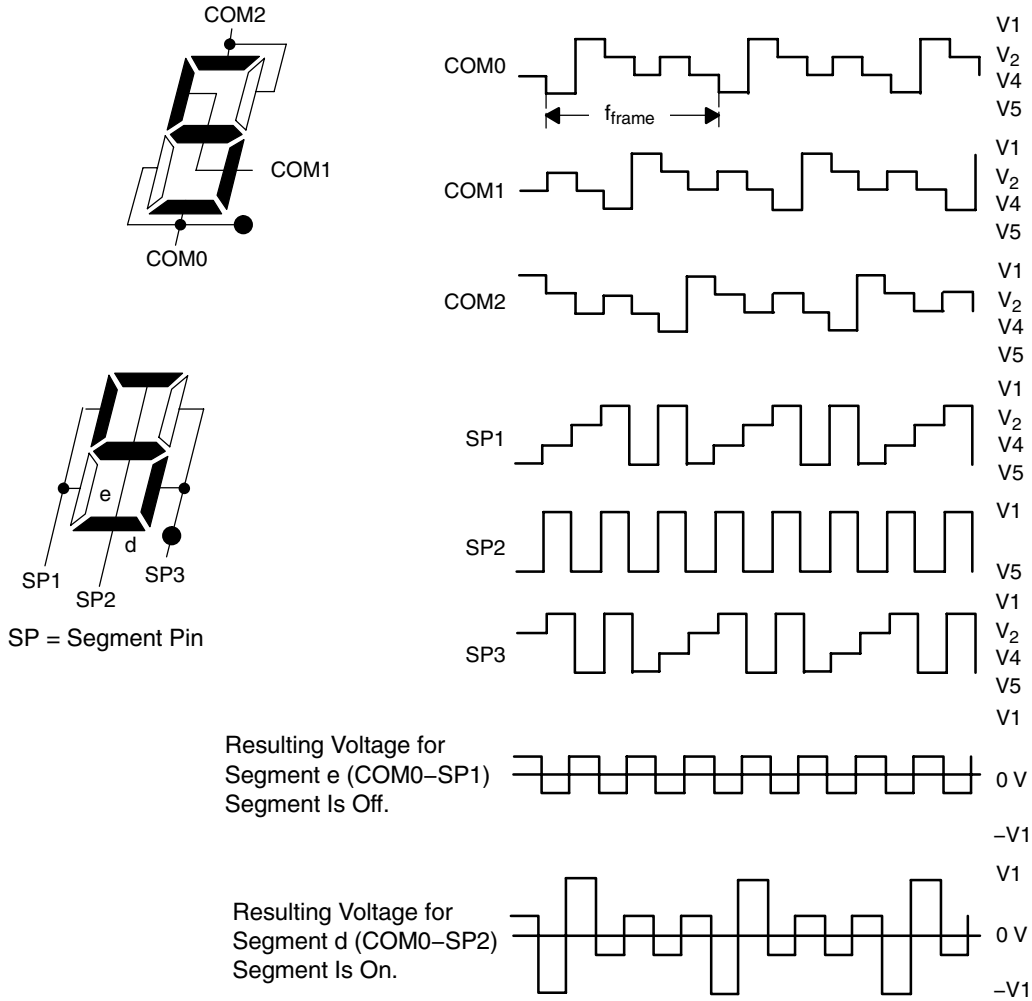 COM2
COM1
COM0
e
d
SP1
SP2
SP3
SP = Segment Pin
COM0
f frame
V1
V2
V4
V5
COM1
V1
V2
V4
V5
COM2
V1
V2
V4
V5
SP1
V1
V2
V4
V5
SP2
V1
V5
SP3
V1
V2
V4
V5
Resulting Voltage for
Segment e (COM0−SP1)
Segment Is Off.
V1
0 V
−V1
Resulting Voltage for
Segment d (COM0−SP2)
Segment Is On.
V1
0 V
−V1